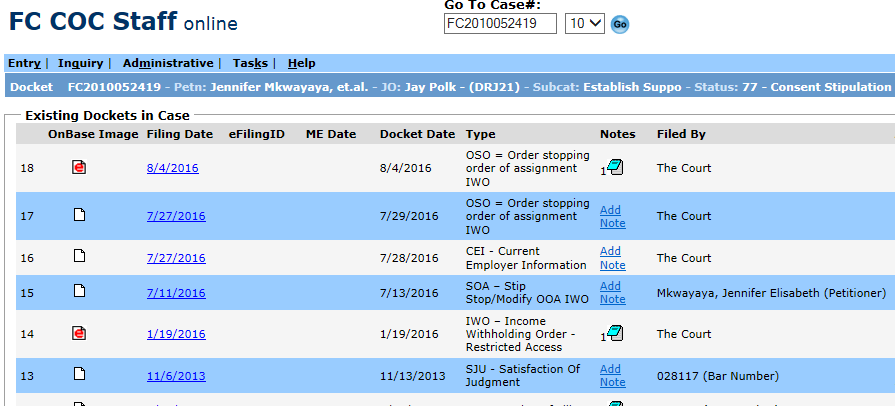 Go To Case#:
FC COC Staff online
FC2010052419 10 Go
Entry | Inquiry | Administrative | Tasks | Help
Docket FC2010052419 - Petn: Jennifer Mkwayaya, et.al. - JO: Jay Polk - (DRJ21) - Subcat: Establish Suppo - Status: 77 - Consent Stipulation
Existing Dockets in Case
OnBase Image Filing Date eFilingID ME Date Docket Date Type Notes Filed By
18 8/4/2016 8/4/2016 OSO = Order stopping
order of assignment
IWO 1 The Court
17 7/27/2016 7/29/2016 OSO = Order stopping
order of assignment
IWO Add
Note The Court
16 7/27/2016 7/28/2016 CEI - Current
Employer Information Add
Note The Court
15 7/11/2016 7/13/2016 SOA – Stip
Stop/Modify OOA IWO Add
Note Mkwayaya, Jennifer Elisabeth (Petitioner)
14 1/19/2016 1/19/2016 IWO – Income
Withholding Order -
Restricted Access 1 The Court
13 11/6/2013 11/13/2013 SJU - Satisfaction Of
Judgment Add
Note 028117 (Bar Number)